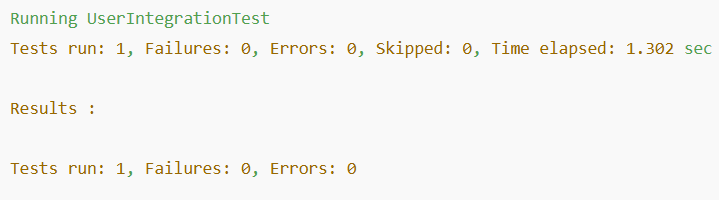 Running UserIntegrationTest
Tests run: 1, Failures: 0, Errors: 0, Skipped: 0, Time elapsed: 1.302 sec
Results :
Tests run: 1, Failures: 0, Errors: 0